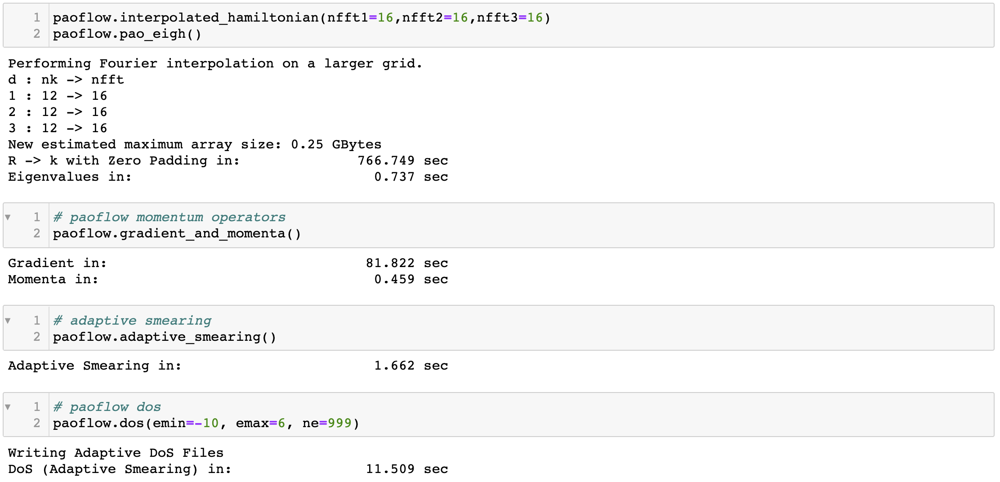 1 paoflow.interpolated_hamiltonian(nfft1=16,nfft2=16,nfft3=16)
2 paoflow.pao_eigh()
Performing Fourier interpolation on a larger grid.
d : nk -> nfft
1 : 12 -> 16
2 : 12 -> 16
3 : 12 -> 16
New estimated maximum array size: 0.25 GBytes
R -> k with Zero Padding in: 766.749 sec
Eigenvalues in: 0.737 sec
1 # paoflow momentum operators
2 paoflow.gradient_and_momenta()
Gradient in: 81.822 sec
Momenta in: 0.459 sec
1 # adaptive smearing
2 paoflow.adaptive_smearing()
Adaptive Smearing in: 1.662 sec
1 # paoflow dos
2 paoflow.dos(emin=-10, emax=6, ne=999)
Writing Adaptive DoS Files
DoS (Adaptive Smearing) in: 11.509 sec